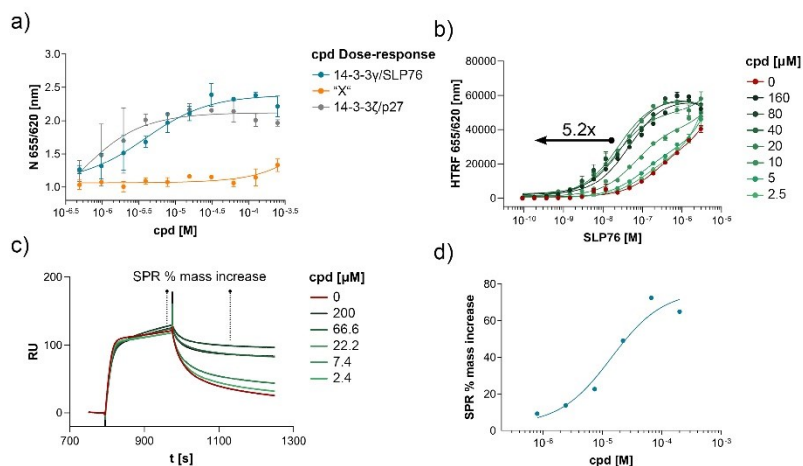 a)
N 655/620 [nm]
2.5
2.0
1.5
1.0
10-6.5
10-6
10-5.5
10-5
10-4.5
10-4
10-3.5
cpd [M]
cpd Dose-response
14-3-3γ/SLP76
"X"
14-3-3ζ/p27
b)
HTRF 655/620 [nm]
80000
60000
40000
20000
0
5.2x
10-10
10-9
10-8
10-7
10-6
10-5
SLP76 [M]
cpd [µM]
0
160
80
40
20
10
5
2.5
c)
SPR % mass increase
RU
200
100
0
700
900
1100
1300
t [s]
cpd [µM]
0
200
66.6
22.2
7.4
2.4
d)
SPR % mass increase
80
60
40
20
0
10-6
10-5
10-4
10-3
cpd [M]